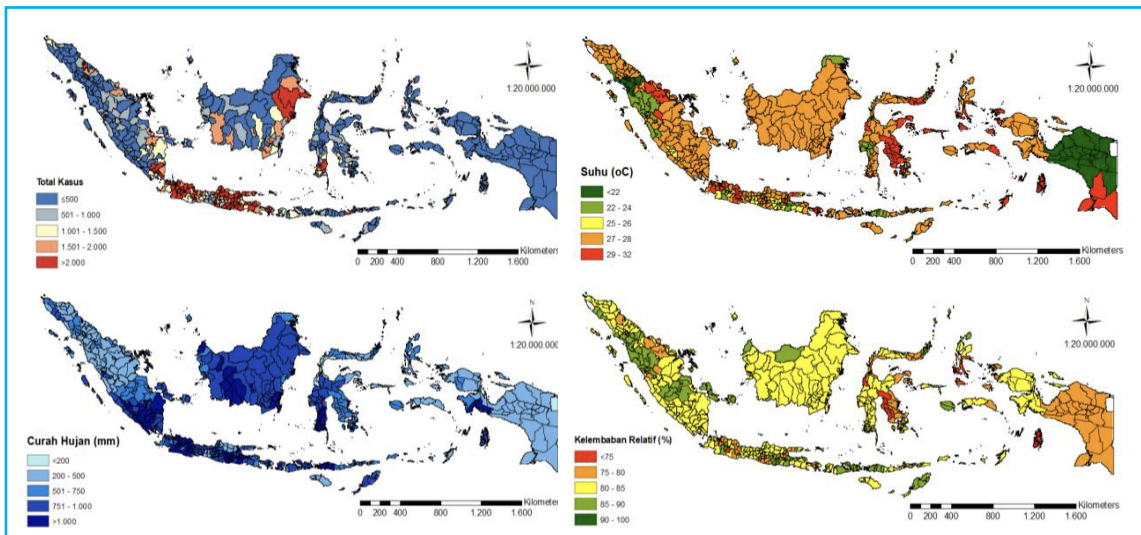 N
1:20.000.000
Total Kasus
≤500
501 - 1.000
1.001 - 1.500
1.501 - 2.000
>2.000
Kilometers
0 200 400 800 1.200 1.600
N
1:20.000.000
Suhu (oC)
<22
22 - 24
25 - 26
27 - 28
29 - 32
Kilometers
0 200 400 800 1.200 1.600
N
1:20.000.000
Curah Hujan (mm)
<200
200 - 500
501 - 750
751 - 1.000
>1.000
Kilometers
0 200 400 800 1.200 1.600
N
1:20.000.000
Kelembaban Relatif (%)
<75
75 - 80
80 - 85
85 - 90
90 - 100
Kilometers
0 200 400 800 1.200 1.600